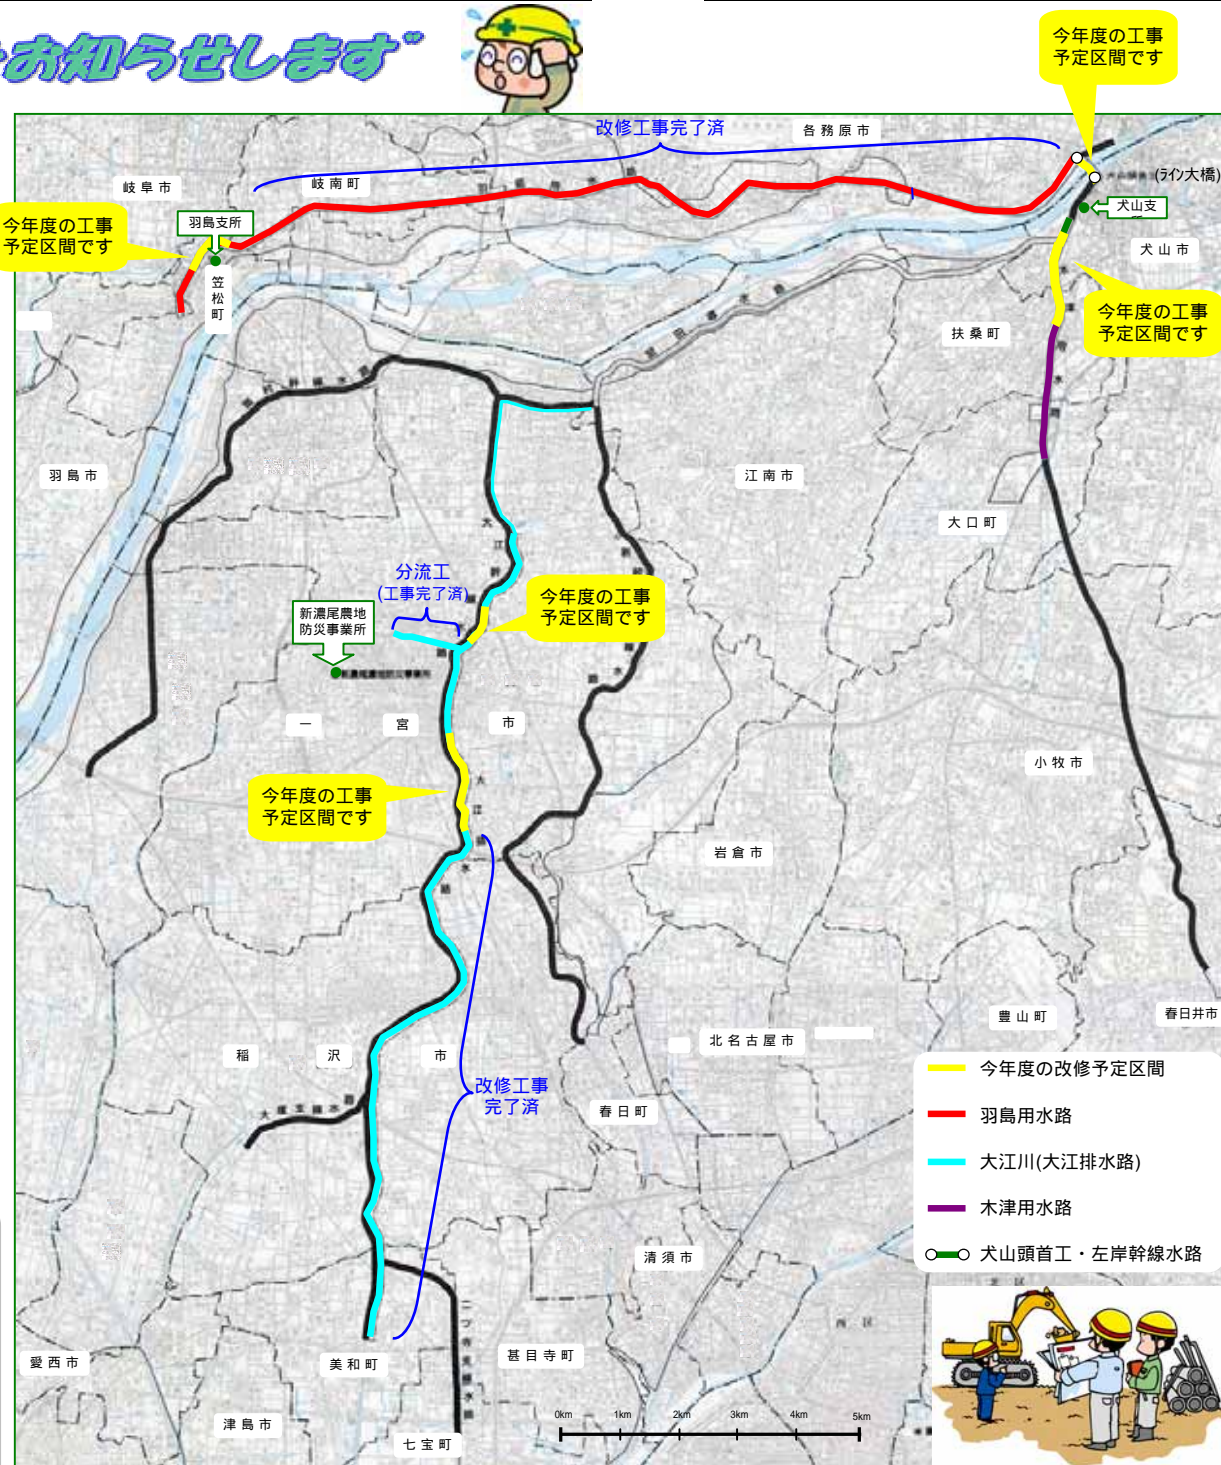 をお知らせします
今年度の工事
予定区間です
改修工事完了済
各務原市
岐阜市
岐南町
(ライン大橋)
今年度の工事
予定区間です
羽島支所
犬山支
犬山市
笠松町
今年度の工事
予定区間です
扶桑町
羽島市
江南市
大口町
分流工
(工事完了済)
今年度の工事
予定区間です
新濃尾農地
防災事業所
新濃尾農地防災事業所
一宮市
小牧市
今年度の工事
予定区間です
岩倉市
豊山町
春日井市
北名古屋市
稲沢市
改修工事
完了済
春日町
今年度の改修予定区間
羽島用水路
大江川(大江排水路)
木津用水路
犬山頭首工・左岸幹線水路
清須市
愛西市
美和町
甚目寺町
津島市
七宝町
0km 1km 2km 3km 4km 5km